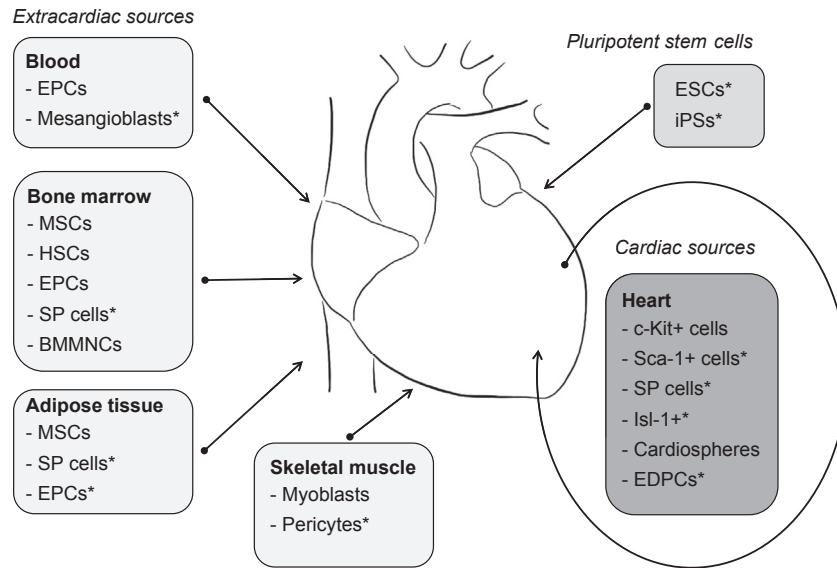 Extracardiac sources
Blood
- EPCs
- Mesangioblasts*
Bone marrow
- MSCs
- HSCs
- EPCs
- SP cells*
- BMMNCs
Adipose tissue
- MSCs
- SP cells*
- EPCs*
Skeletal muscle
- Myoblasts
- Pericytes*
Pluripotent stem cells
ESCs*
iPSs*
Cardiac sources
Heart
- c-Kit+ cells
- Sca-1+ cells*
- SP cells*
- Isl-1+*
- Cardiospheres
- EDPCs*